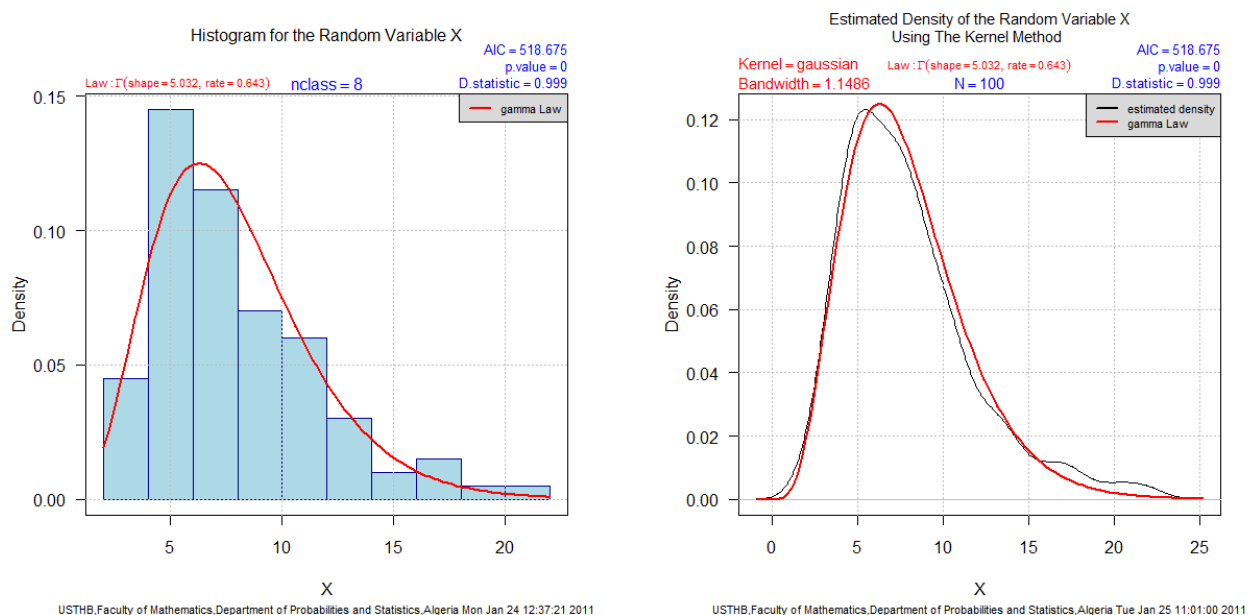 Histogram for the Random Variable X
AIC = 518.675
p.value = 0
Law : Γ(shape = 5.032, rate = 0.643) nclass = 8 D.statistic = 0.999
gamma Law
0.15
0.10
0.05
0.00
Density
5 10 15 20
X
USTHB,Faculty of Mathematics,Department of Probabilities and Statistics,Algeria Mon Jan 24 12:37:21 2011
Estimated Density of the Random Variable X
Using The Kernel Method
AIC = 518.675
Kernel = gaussian Law : Γ(shape = 5.032, rate = 0.643) p.value = 0
Bandwidth = 1.1486 N = 100 D.statistic = 0.999
estimated density
gamma Law
0.12
0.10
0.08
0.06
0.04
0.02
0.00
Density
0 5 10 15 20 25
X
USTHB,Faculty of Mathematics,Department of Probabilities and Statistics,Algeria Tue Jan 25 11:01:00 2011